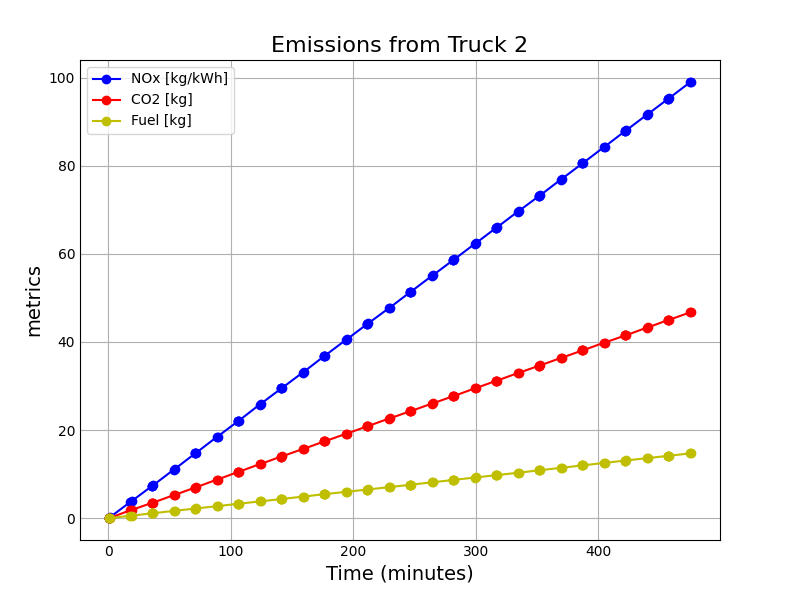 Emissions from Truck 2
NOx [kg/kWh]
CO2 [kg]
Fuel [kg]
metrics
100
80
60
40
20
0
0 100 200 300 400
Time (minutes)